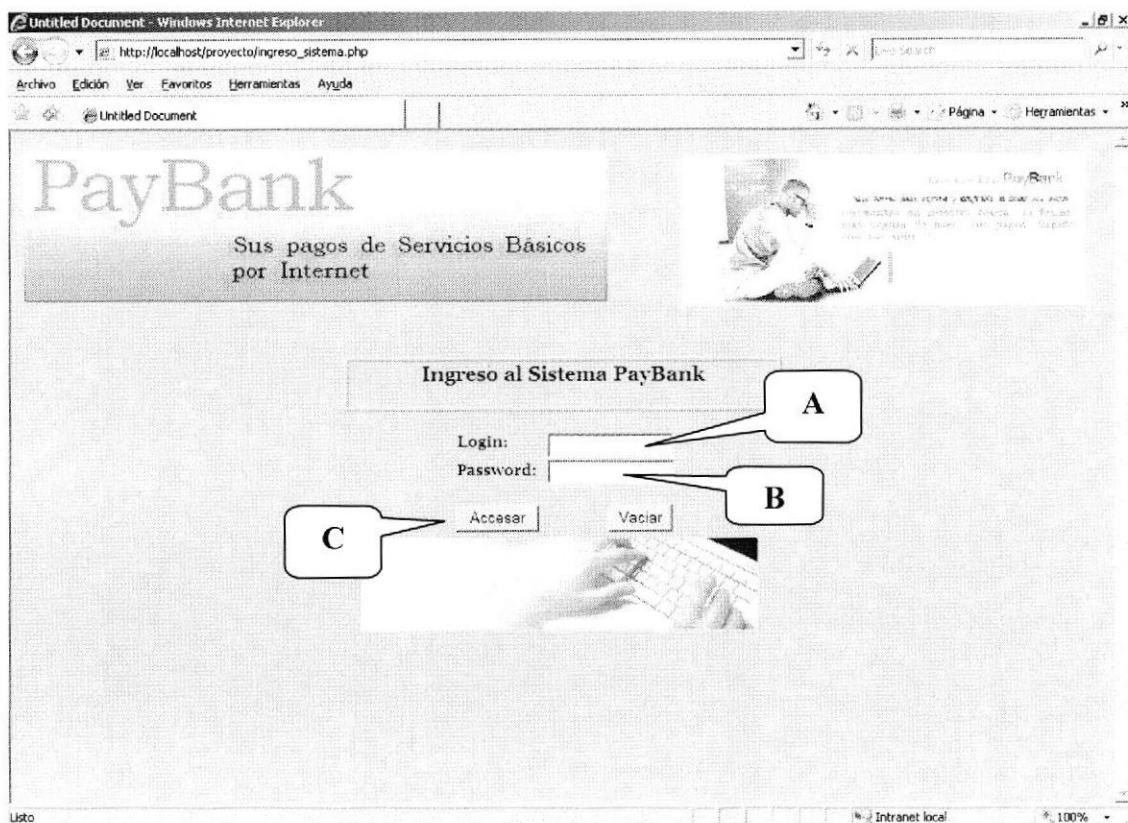 Untitled Document - Windows Internet Explorer
http://localhost/proyecto/ingreso_sistema.php
Live Search
Archivo Edición Ver Favoritos Herramientas Ayuda
Untitled Document
Página
Herramientas
PayBank
Sus pagos de Servicios Básicos
por Internet
PayBank
Ingreso al Sistema PayBank
A
Login:
Password:
B
Accesar
Vaciar
C
Listo
Intranet local
100%